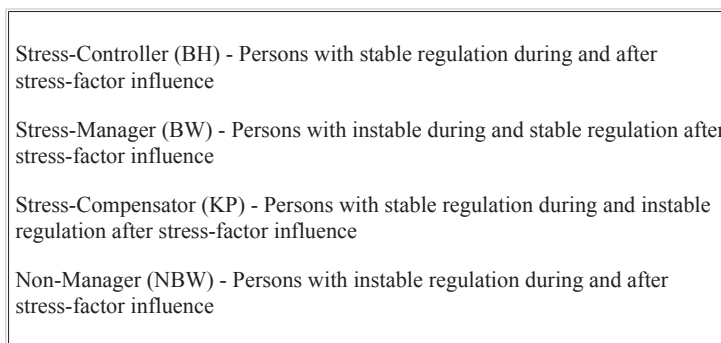 Stress-Controller (BH) - Persons with stable regulation during and after
stress-factor influence
Stress-Manager (BW) - Persons with instable during and stable regulation after
stress-factor influence
Stress-Compensator (KP) - Persons with stable regulation during and instable
regulation after stress-factor influence
Non-Manager (NBW) - Persons with instable regulation during and after
stress-factor influence